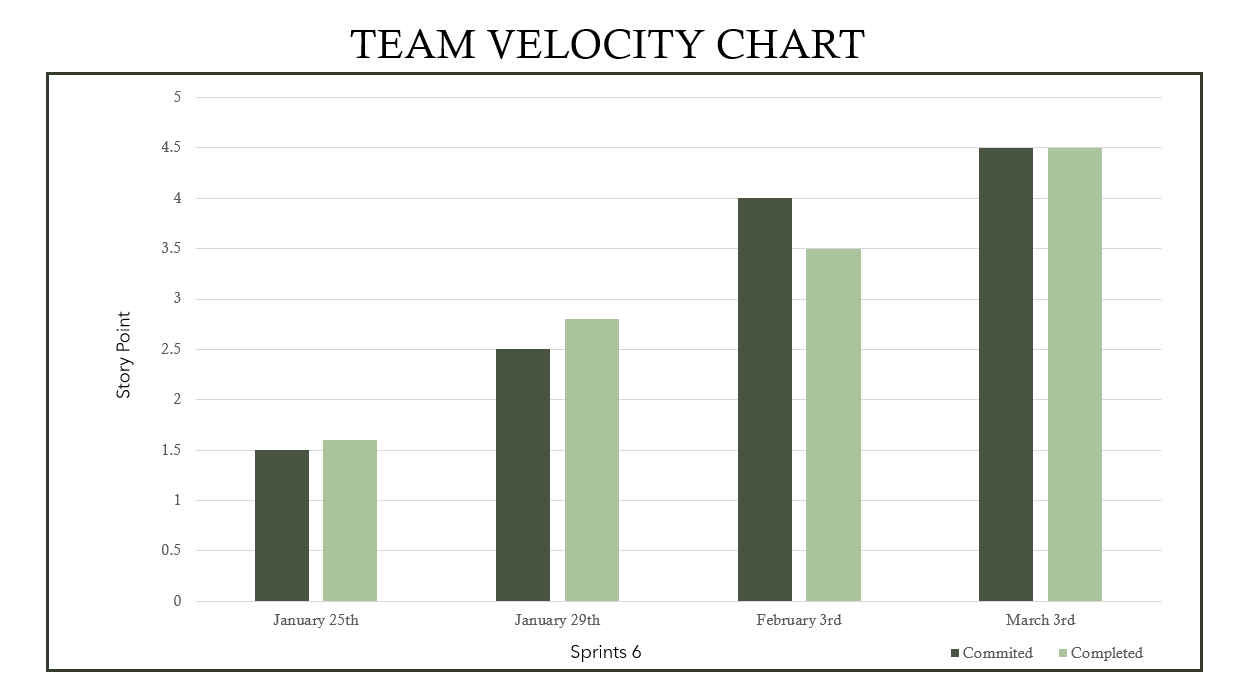 TEAM VELOCITY CHART
5
4.5
4
3.5
3
2.5
2
1.5
1
0.5
0
Story Point
January 25th January 29th February 3rd March 3rd
Sprints 6
Commited Completed